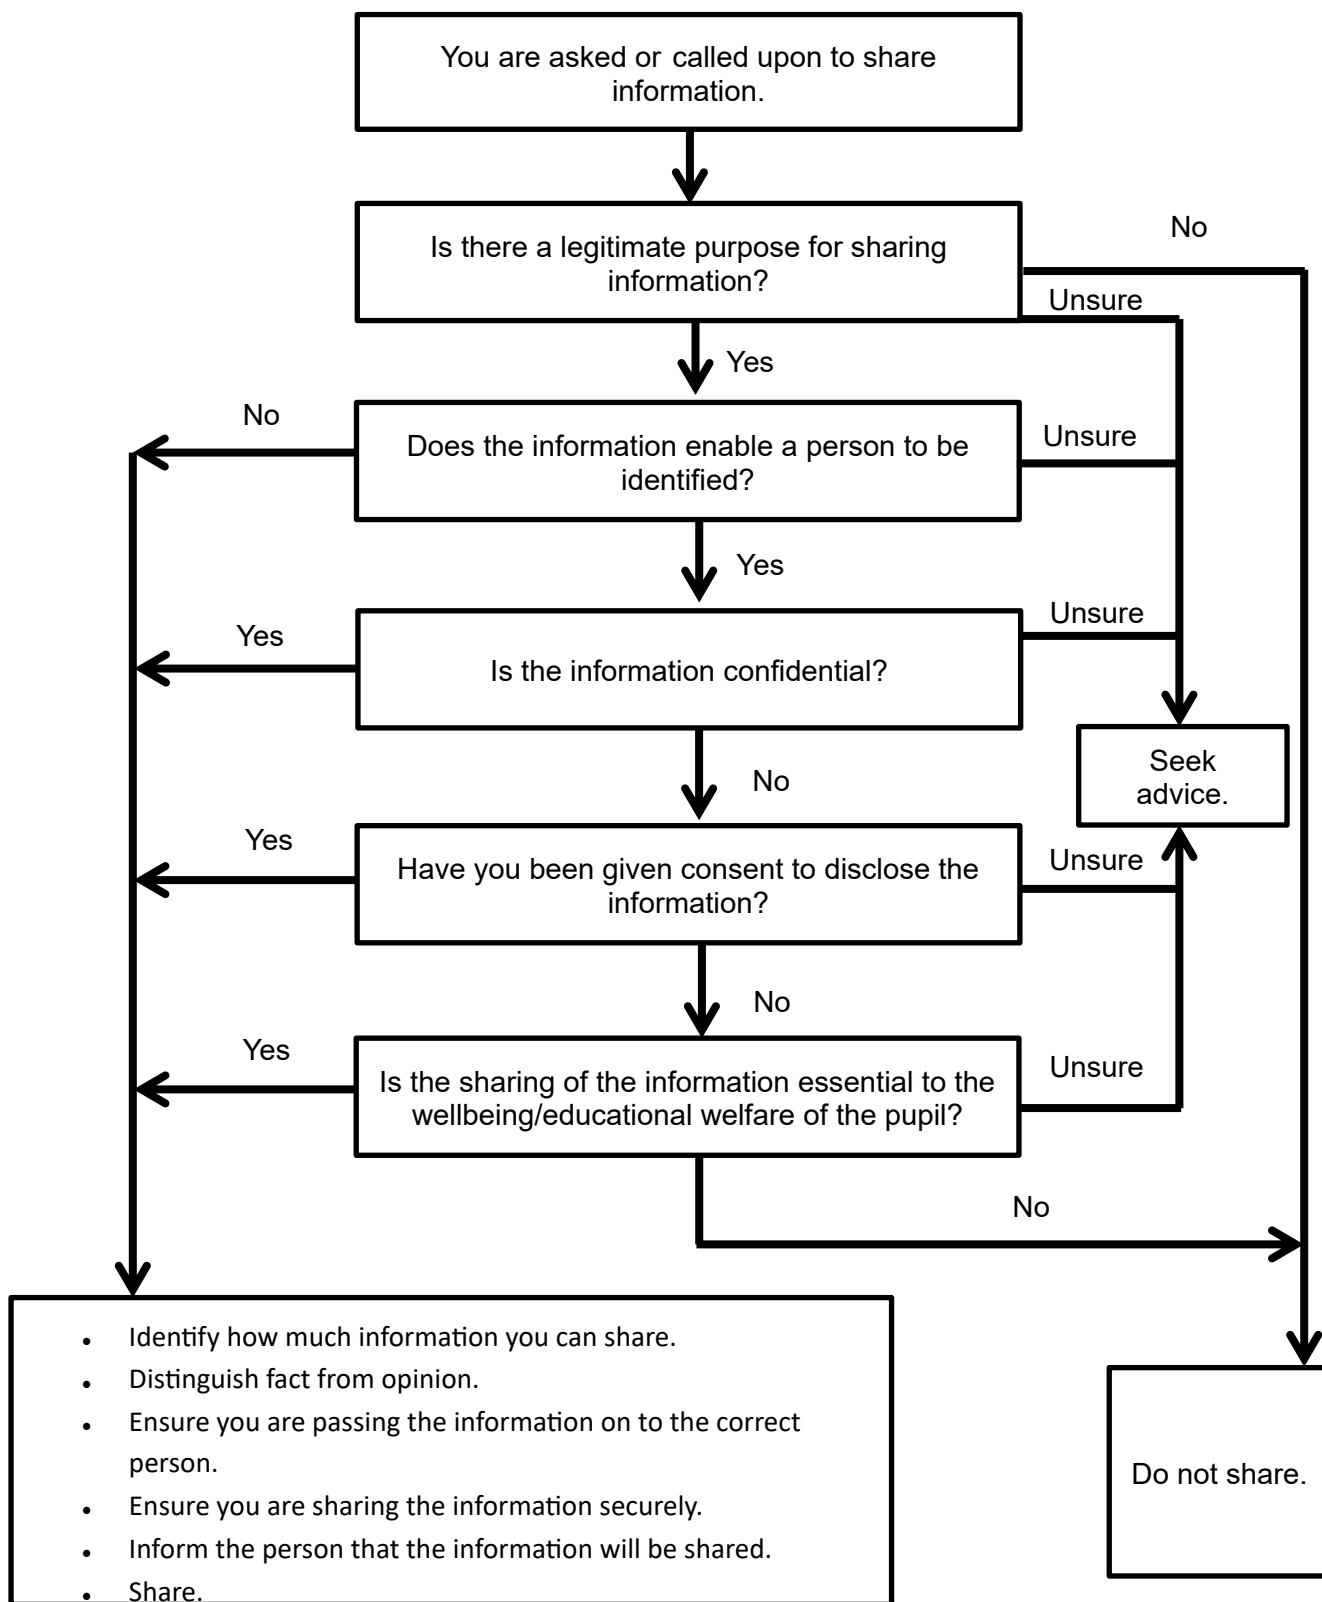 You are asked or called upon to share
information.
Is there a legitimate purpose for sharing
information?
No
Unsure
Yes
Does the information enable a person to be
identified?
No
Unsure
Yes
Is the information confidential?
Yes
Unsure
No
Seek
advice.
Have you been given consent to disclose the
information?
Yes
Unsure
No
Is the sharing of the information essential to the
wellbeing/educational welfare of the pupil?
Yes
Unsure
No
• Identify how much information you can share.
• Distinguish fact from opinion.
• Ensure you are passing the information on to the correct
person.
• Ensure you are sharing the information securely.
• Inform the person that the information will be shared.
• Share.
Do not share.